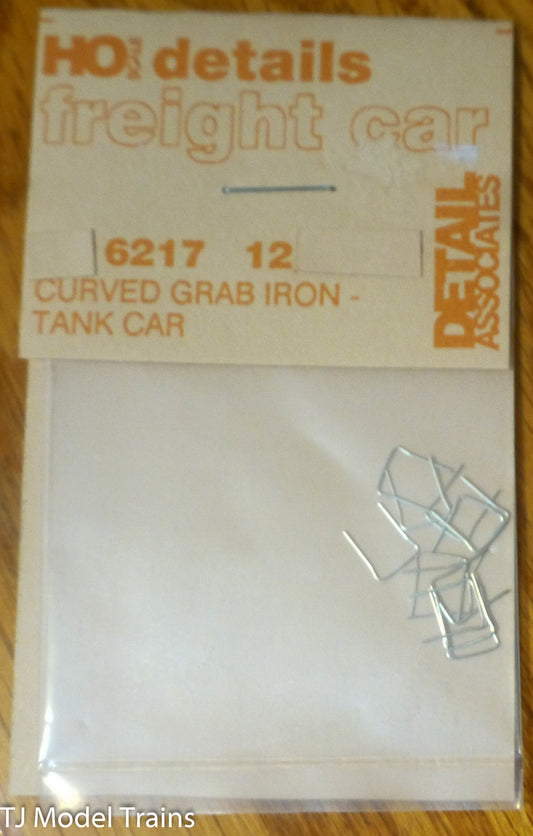 HO SCALE details
freight car
DETAIL
ASSOCIATES
6217 12
CURVED GRAB IRON -
TANK CAR
TJ Model Trains